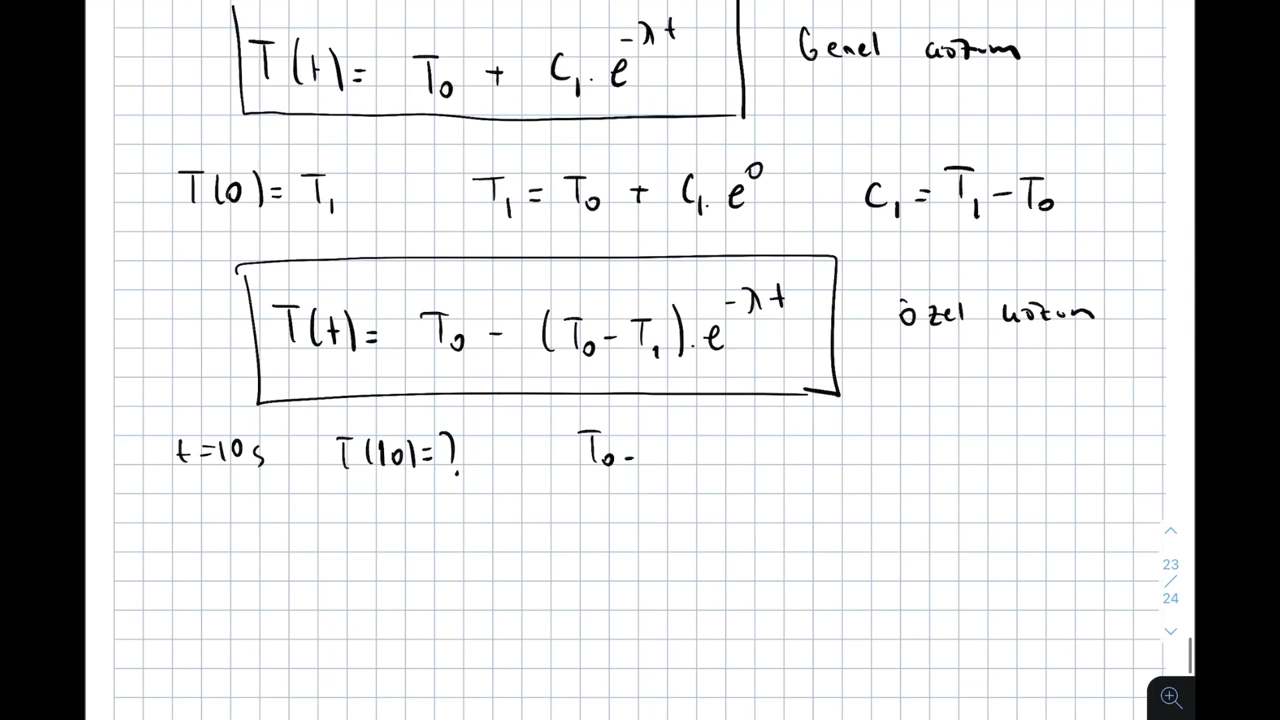 T(t) = T₀ + C₁ . e^(-λt) Genel çözüm
T(0) = T₁ T₁ = T₀ + C₁ . e⁰ C₁ = T₁ - T₀
T(t) = T₀ - (T₀ - T₁) . e^(-λt) özel çözüm
t = 10 s T(10) = ? T₀ -
23
/
24